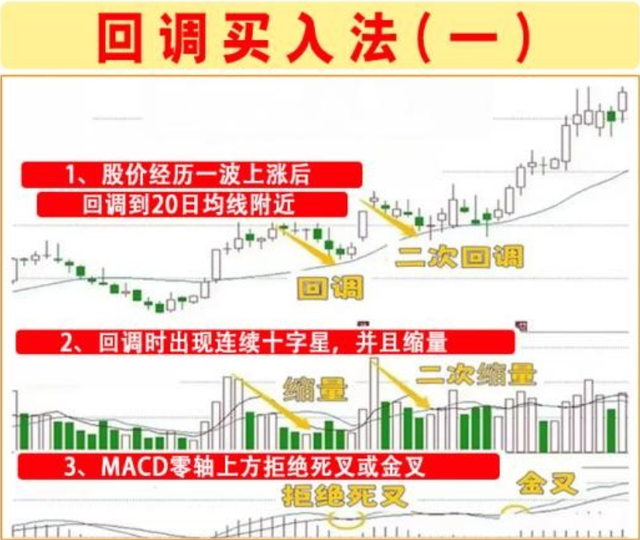 回调买入法(一)
1、股价经历一波上涨后
回调到20日均线附近
二次回调
回调
2、回调时出现连续十字星，并且缩量
缩量
二次缩量
3、MACD零轴上方拒绝死叉或金叉
拒绝死叉
金叉